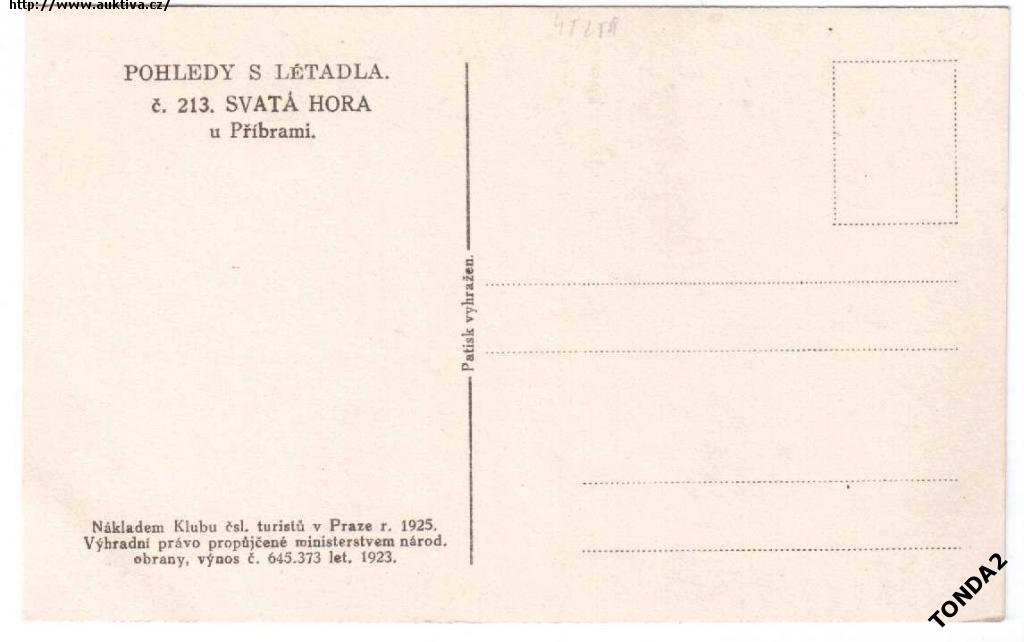 http://www.auktiva.cz/
POHLEDY S LÉTADLA.
č. 213. SVATÁ HORA
u Příbrami.
Patisk vyhražen.
Nákladem Klubu čsl. turistů v Praze r. 1925.
Výhradní právo propůjčené ministerstvem národ.
obrany, výnos č. 645.373 let. 1923.
TONDA2